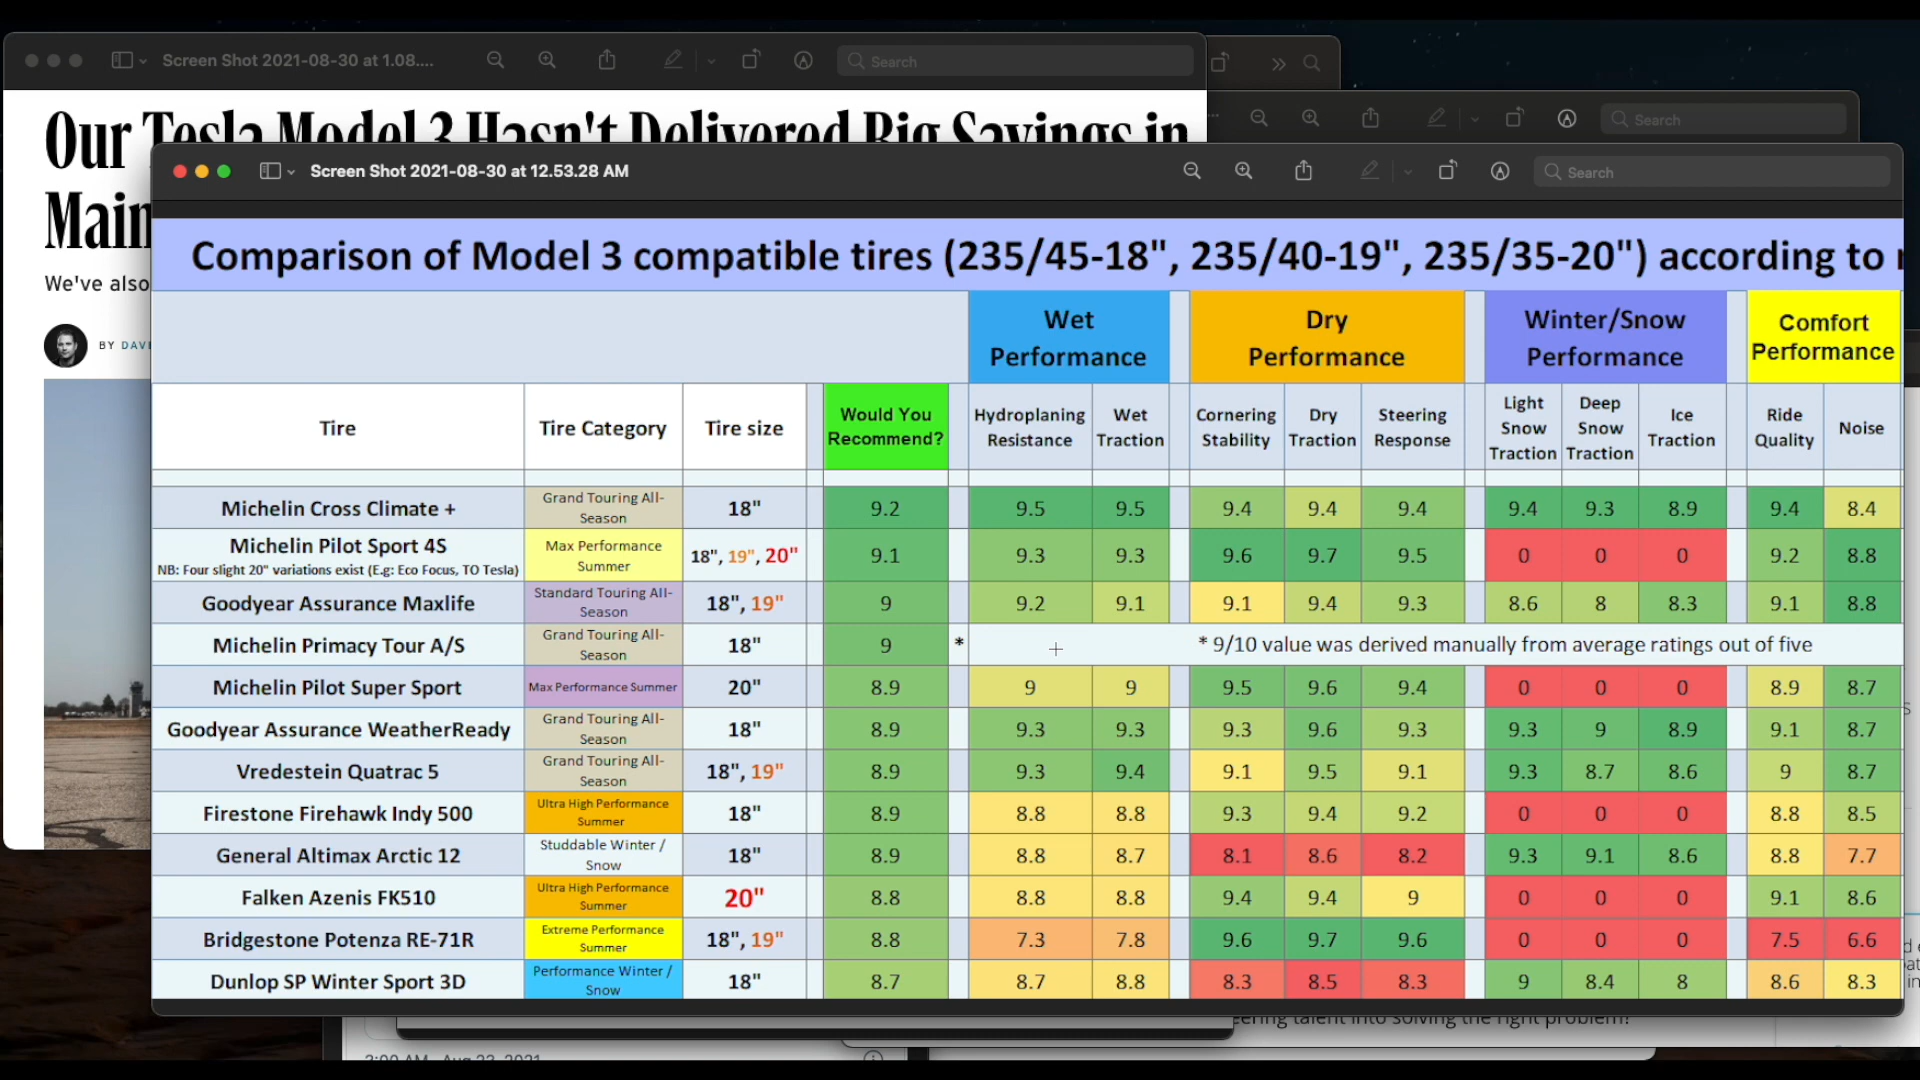 Screen Shot 2021-08-30 at 1.08....
Search
Search
Our Tesla Model 3 Hasn't Delivered Big Savings in
Main
We've also
BY DAVE
Screen Shot 2021-08-30 at 12.53.28 AM
Search
Comparison of Model 3 compatible tires (235/45-18", 235/40-19", 235/35-20") according to
Wet Performance Dry Performance Winter/Snow Performance Comfort Performance
Tire Tire Category Tire size Would You Recommend? Hydroplaning Resistance Wet Traction Cornering Stability Dry Traction Steering Response Light Snow Traction Deep Snow Traction Ice Traction Ride Quality Noise
Michelin Cross Climate + Grand Touring All-Season 18" 9.2 9.5 9.5 9.4 9.4 9.4 9.4 9.3 8.9 9.4 8.4
Michelin Pilot Sport 4S Max Performance Summer 18", 19", 20" 9.1 9.3 9.3 9.6 9.7 9.5 0 0 0 9.2 8.8
NB: Four slight 20" variations exist (E.g: Eco Focus, TO Tesla)
Goodyear Assurance Maxlife Standard Touring All-Season 18", 19" 9 9.2 9.1 9.1 9.4 9.3 8.6 8 8.3 9.1 8.8
Michelin Primacy Tour A/S Grand Touring All-Season 18" 9 * * 9/10 value was derived manually from average ratings out of five
Michelin Pilot Super Sport Max Performance Summer 20" 8.9 9 9 9.5 9.6 9.4 0 0 0 8.9 8.7
Goodyear Assurance WeatherReady Grand Touring All-Season 18" 8.9 9.3 9.3 9.3 9.6 9.3 9.3 9 8.9 9.1 8.7
Vredestein Quatrac 5 Grand Touring All-Season 18", 19" 8.9 9.3 9.4 9.1 9.5 9.1 9.3 8.7 8.6 9 8.7
Firestone Firehawk Indy 500 Ultra High Performance Summer 18" 8.9 8.8 8.8 9.3 9.4 9.2 0 0 0 8.8 8.5
General Altimax Arctic 12 Studdable Winter / Snow 18" 8.9 8.8 8.7 8.1 8.6 8.2 9.3 9.1 8.6 8.8 7.7
Falken Azenis FK510 Ultra High Performance Summer 20" 8.8 8.8 8.8 9.4 9.4 9 0 0 0 9.1 8.6
Bridgestone Potenza RE-71R Extreme Performance Summer 18", 19" 8.8 7.3 7.8 9.6 9.7 9.6 0 0 0 7.5 6.6
Dunlop SP Winter Sport 3D Performance Winter / Snow 18" 8.7 8.7 8.8 8.3 8.5 8.3 9 8.4 8 8.6 8.3
talent into solving the right problem!